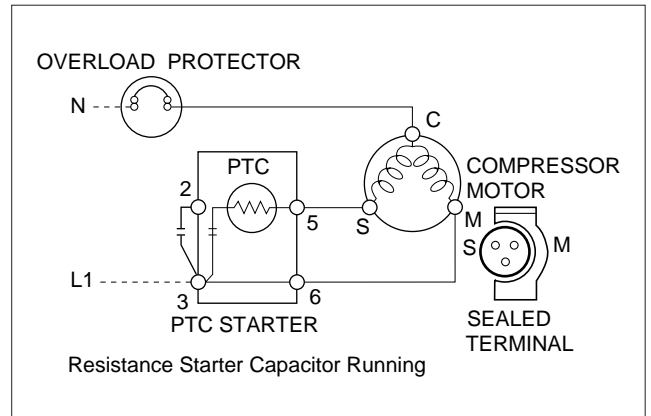 OVERLOAD PROTECTOR
N
C
PTC
COMPRESSOR
MOTOR
2
5
S
M
S
M
L1
3
6
PTC STARTER
SEALED
TERMINAL
Resistance Starter Capacitor Running